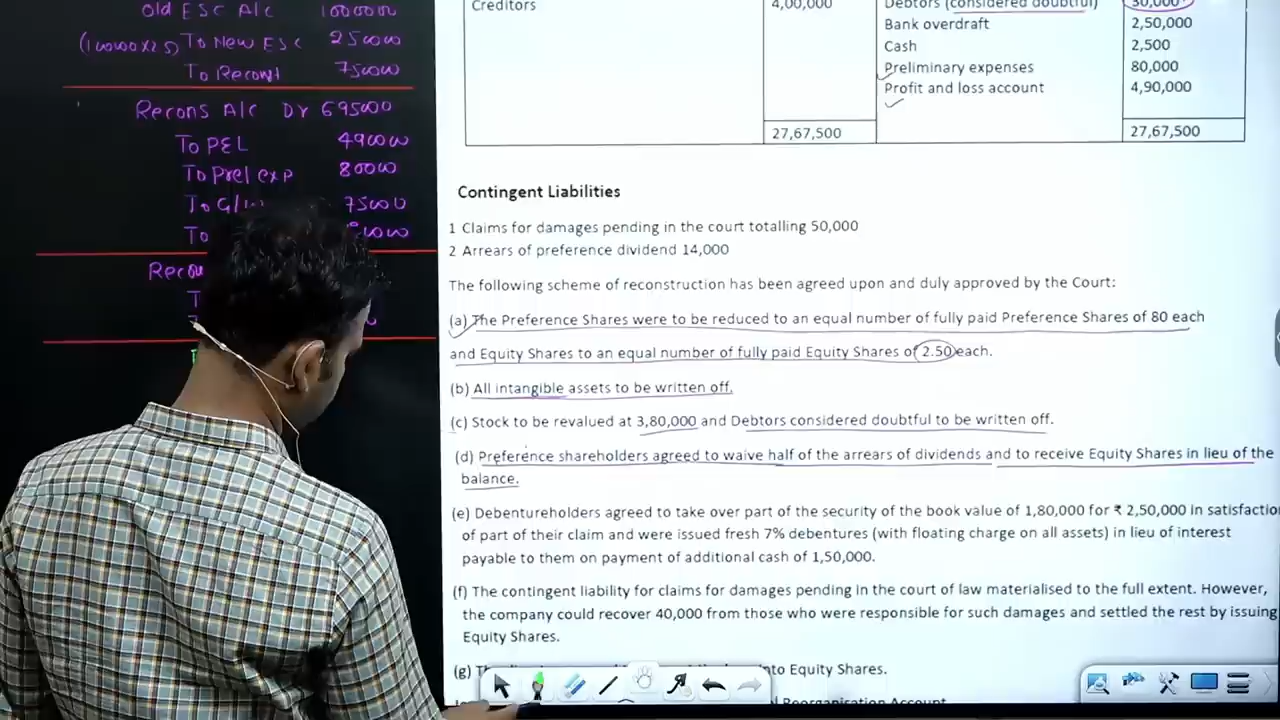 Old ESC A/c 1000000
(100000x2.5) To New ESC 250000
To Reconst 750000
Recons A/c Dr 695000
To P&L 490000
To Prel exp 80000
To G/W 75000
To 0000
Recon
T
Creditors 4,00,000 Debtors (considered doubtful) 30,000
Bank overdraft 2,50,000
Cash 2,500
Preliminary expenses 80,000
Profit and loss account 4,90,000
27,67,500 27,67,500
Contingent Liabilities
1 Claims for damages pending in the court totalling 50,000
2 Arrears of preference dividend 14,000
The following scheme of reconstruction has been agreed upon and duly approved by the Court:
(a) The Preference Shares were to be reduced to an equal number of fully paid Preference Shares of 80 each
and Equity Shares to an equal number of fully paid Equity Shares of 2.50 each.
(b) All intangible assets to be written off.
(c) Stock to be revalued at 3,80,000 and Debtors considered doubtful to be written off.
(d) Preference shareholders agreed to waive half of the arrears of dividends and to receive Equity Shares in lieu of the
balance.
(e) Debentureholders agreed to take over part of the security of the book value of 1,80,000 for ₹ 2,50,000 in satisfactio
of part of their claim and were issued fresh 7% debentures (with floating charge on all assets) in lieu of interest
payable to them on payment of additional cash of 1,50,000.
(f) The contingent liability for claims for damages pending in the court of law materialised to the full extent. However,
the company could recover 40,000 from those who were responsible for such damages and settled the rest by issuing
Equity Shares.
(g) T into Equity Shares.
Reorganisation Account